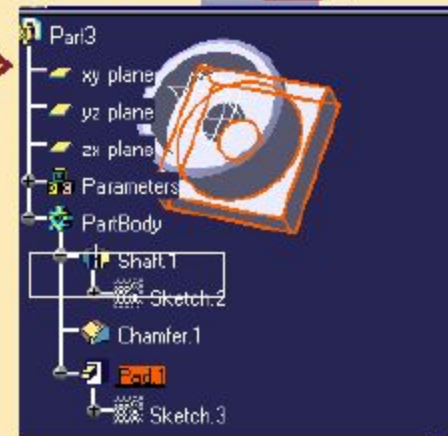 Part3
xy plane
yz plane
zx plane
Parameters
PartBody
Shaft.1
Sketch.2
Chamfer.1
Pad.1
Sketch.3